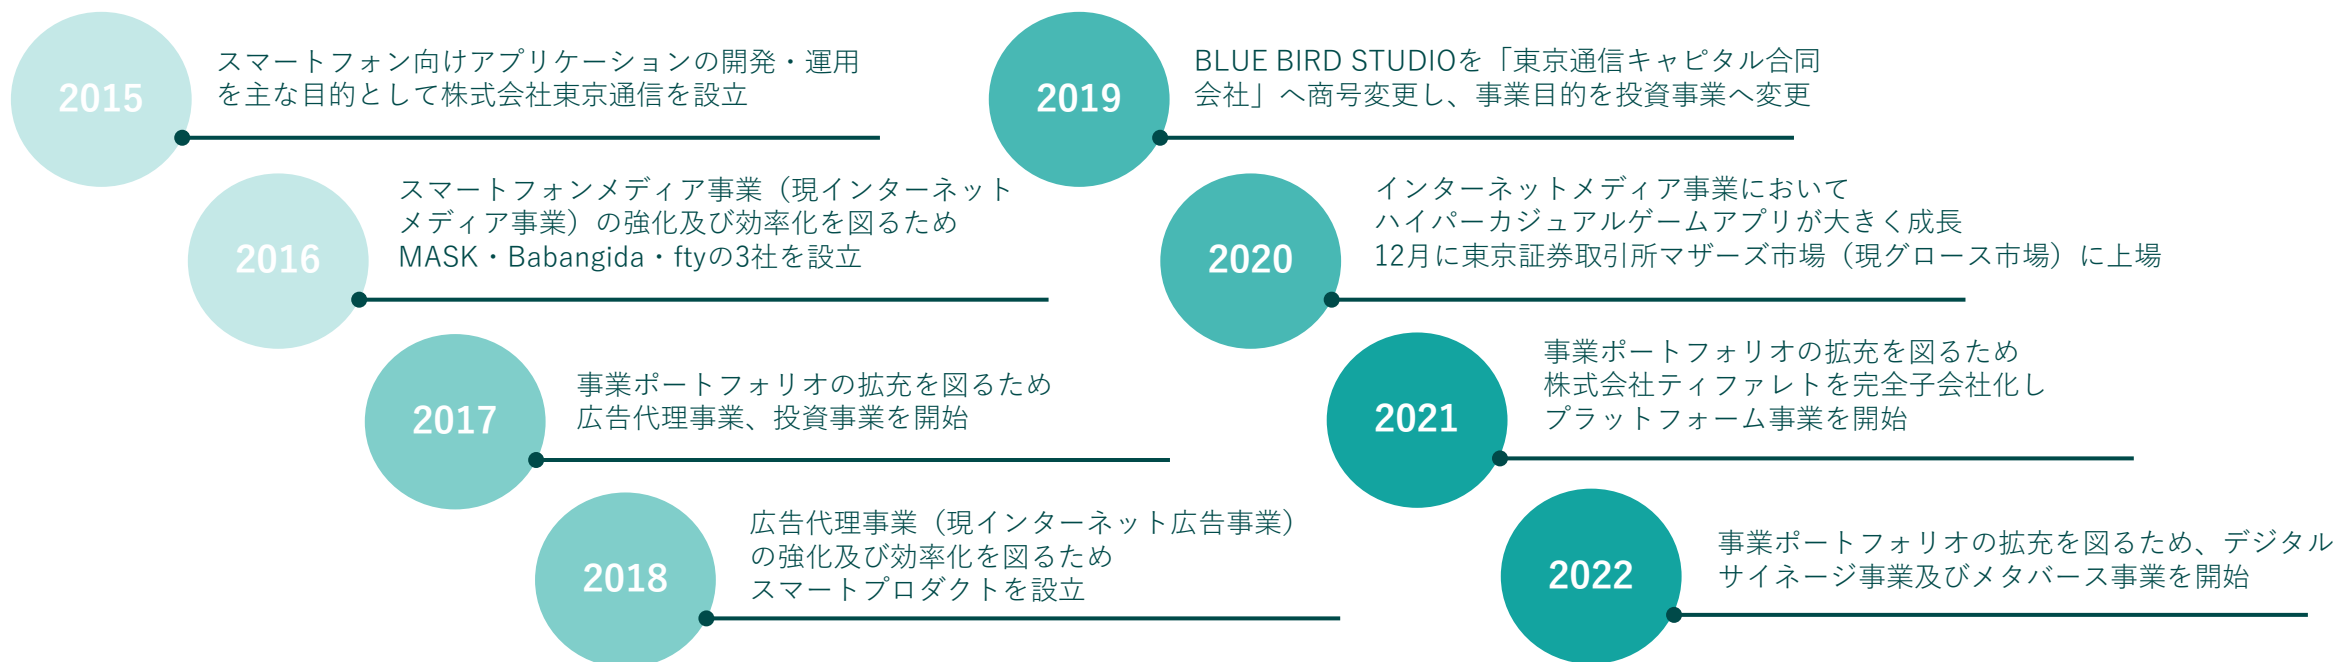 2015
スマートフォン向けアプリケーションの開発・運用
を主な目的として株式会社東京通信を設立
2016
スマートフォンメディア事業（現インターネット
メディア事業）の強化及び効率化を図るため
MASK・Babangida・ftyの3社を設立
2017
事業ポートフォリオの拡充を図るため
広告代理事業、投資事業を開始
2018
広告代理事業（現インターネット広告事業）
の強化及び効率化を図るため
スマートプロダクトを設立
2019
BLUE BIRD STUDIOを「東京通信キャピタル合同
会社」へ商号変更し、事業目的を投資事業へ変更
2020
インターネットメディア事業において
ハイパーカジュアルゲームアプリが大きく成長
12月に東京証券取引所マザーズ市場（現グロース市場）に上場
2021
事業ポートフォリオの拡充を図るため
株式会社ティファレトを完全子会社化し
プラットフォーム事業を開始
2022
事業ポートフォリオの拡充を図るため、デジタル
サイネージ事業及びメタバース事業を開始